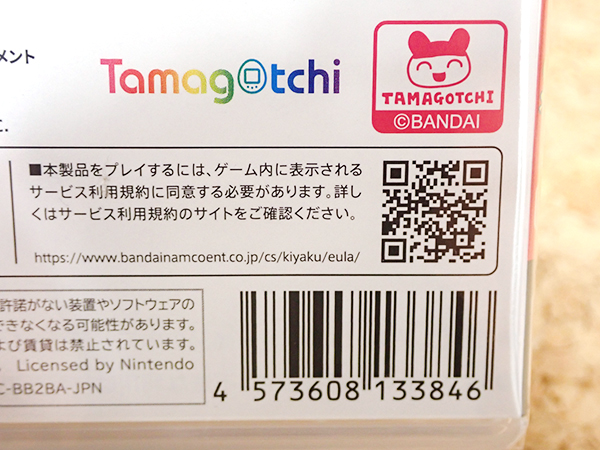 メント
Tamagotchi
TAMAGOTCHI
©BANDAI
■本製品をプレイするには、ゲーム内に表示される
サービス利用規約に同意する必要があります。詳し
くはサービス利用規約のサイトをご確認ください。
https://www.bandainamcoent.co.jp/cs/kiyaku/eula/
許諾がない装置やソフトウェアの
できなくなる可能性があります。
よび賃貸は禁止されています。
Licensed by Nintendo
C-BB2BA-JPN
4 573608 133846